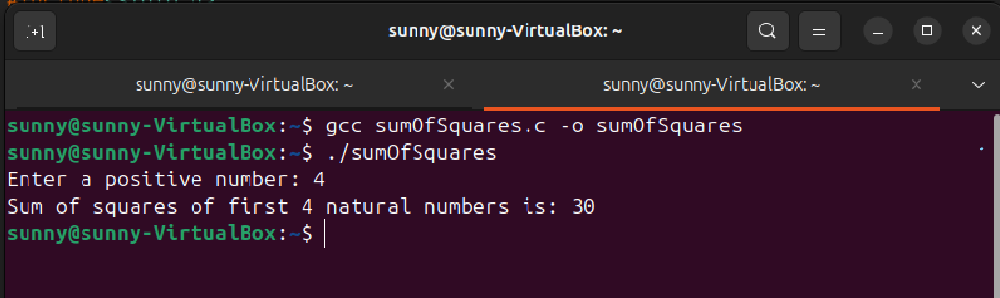 sunny@sunny-VirtualBox: ~
sunny@sunny-VirtualBox: ~ sunny@sunny-VirtualBox: ~
sunny@sunny-VirtualBox:~$ gcc sumOfSquares.c -o sumOfSquares
sunny@sunny-VirtualBox:~$ ./sumOfSquares
Enter a positive number: 4
Sum of squares of first 4 natural numbers is: 30
sunny@sunny-VirtualBox:~$